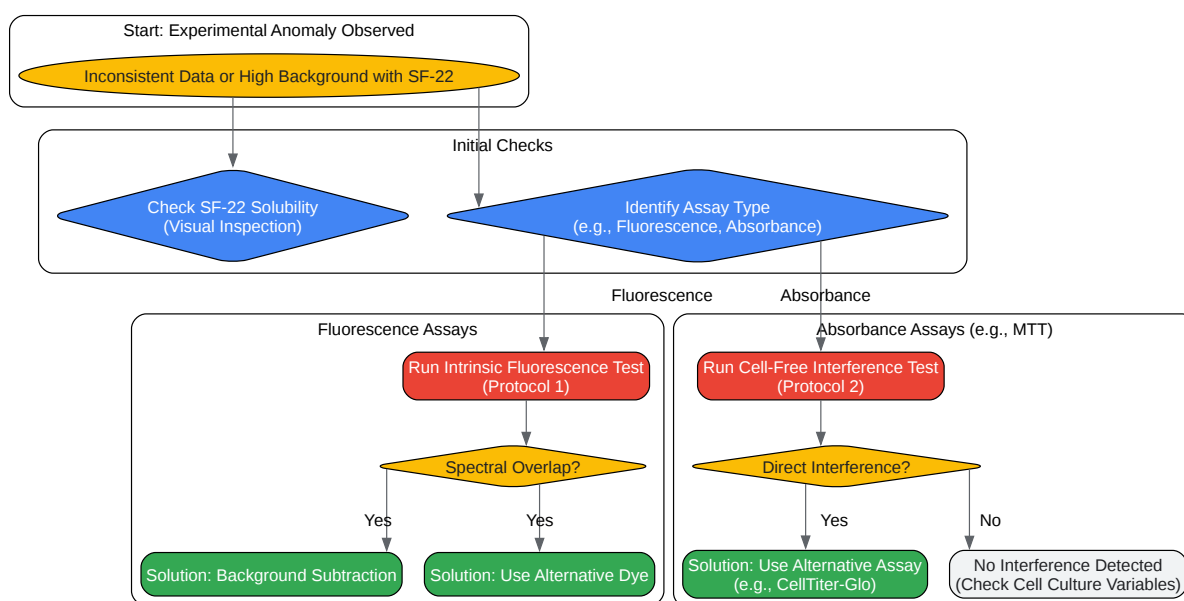 Start: Experimental Anomaly Observed
Inconsistent Data or High Background with SF-22
Initial Checks
Check SF-22 Solubility
(Visual Inspection)
Identify Assay Type
(e.g., Fluorescence, Absorbance)
Fluorescence
Absorbance
Fluorescence Assays
Run Intrinsic Fluorescence Test
(Protocol 1)
Spectral Overlap?
Yes
Yes
Solution: Background Subtraction
Solution: Use Alternative Dye
Absorbance Assays (e.g., MTT)
Run Cell-Free Interference Test
(Protocol 2)
Direct Interference?
Yes
No
Solution: Use Alternative Assay
(e.g., CellTiter-Glo)
No Interference Detected
(Check Cell Culture Variables)